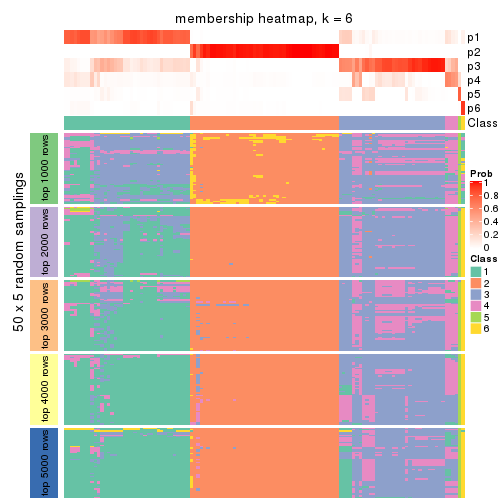 membership heatmap, k = 6
p1
p2
p3
p4
p5
p6
Class
50 x 5 random samplings
top 1000 rows
top 2000 rows
top 3000 rows
top 4000 rows
top 5000 rows
Prob
1
0.8
0.6
0.4
0.2
0
Class
1
2
3
4
5
6